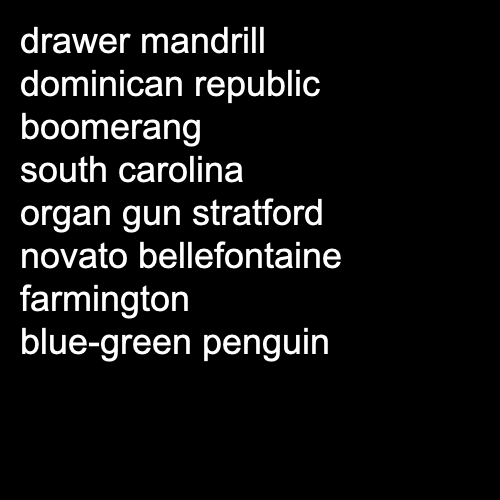 drawer mandrill
dominican republic
boomerang
south carolina
organ gun stratford
novato bellefontaine
farmington
blue-green penguin